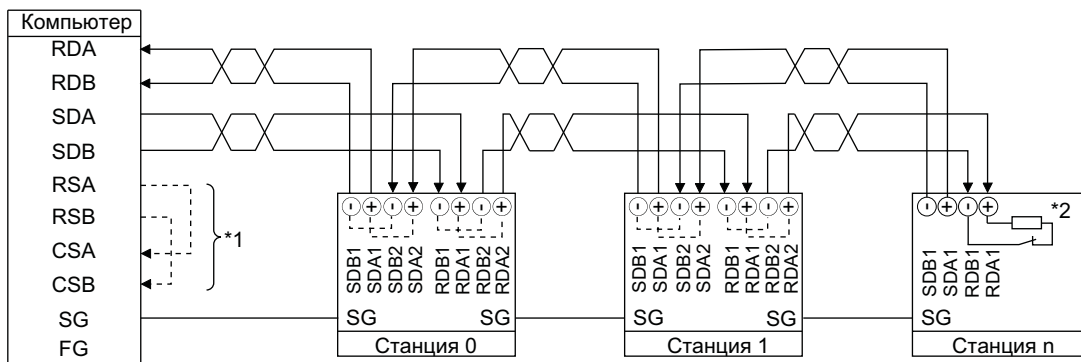 Компьютер
RDA
RDB
SDA
SDB
RSA
RSB
CSA
CSB
SG
FG
*1
- + - + - + - +
SDB1
SDA1
SDB2
SDA2
RDB1
RDA1
RDB2
RDA2
SG SG
Станция 0
- + - + - + - +
SDB1
SDA1
SDB2
SDA2
RDB1
RDA1
RDB2
RDA2
SG SG
Станция 1
- + - +
*2
SDB1
SDA1
RDB1
RDA1
SG
Станция n